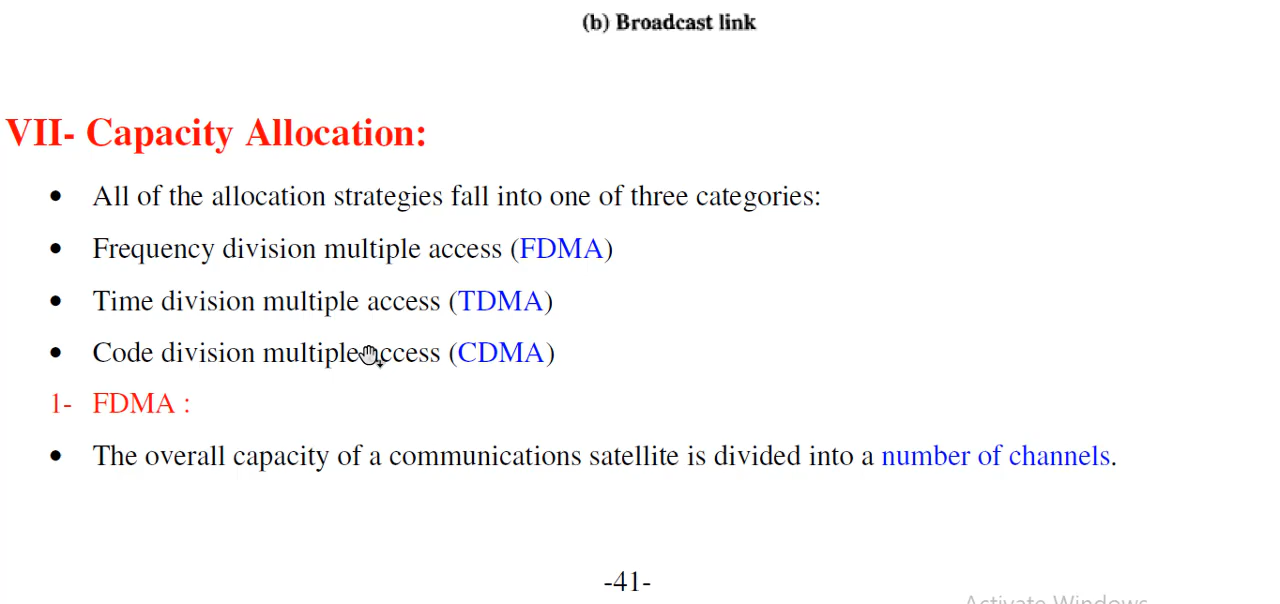 (b) Broadcast link
VII- Capacity Allocation:
• All of the allocation strategies fall into one of three categories:
• Frequency division multiple access (FDMA)
• Time division multiple access (TDMA)
• Code division multiple access (CDMA)
1- FDMA :
• The overall capacity of a communications satellite is divided into a number of channels.
-41-
Activate Windows